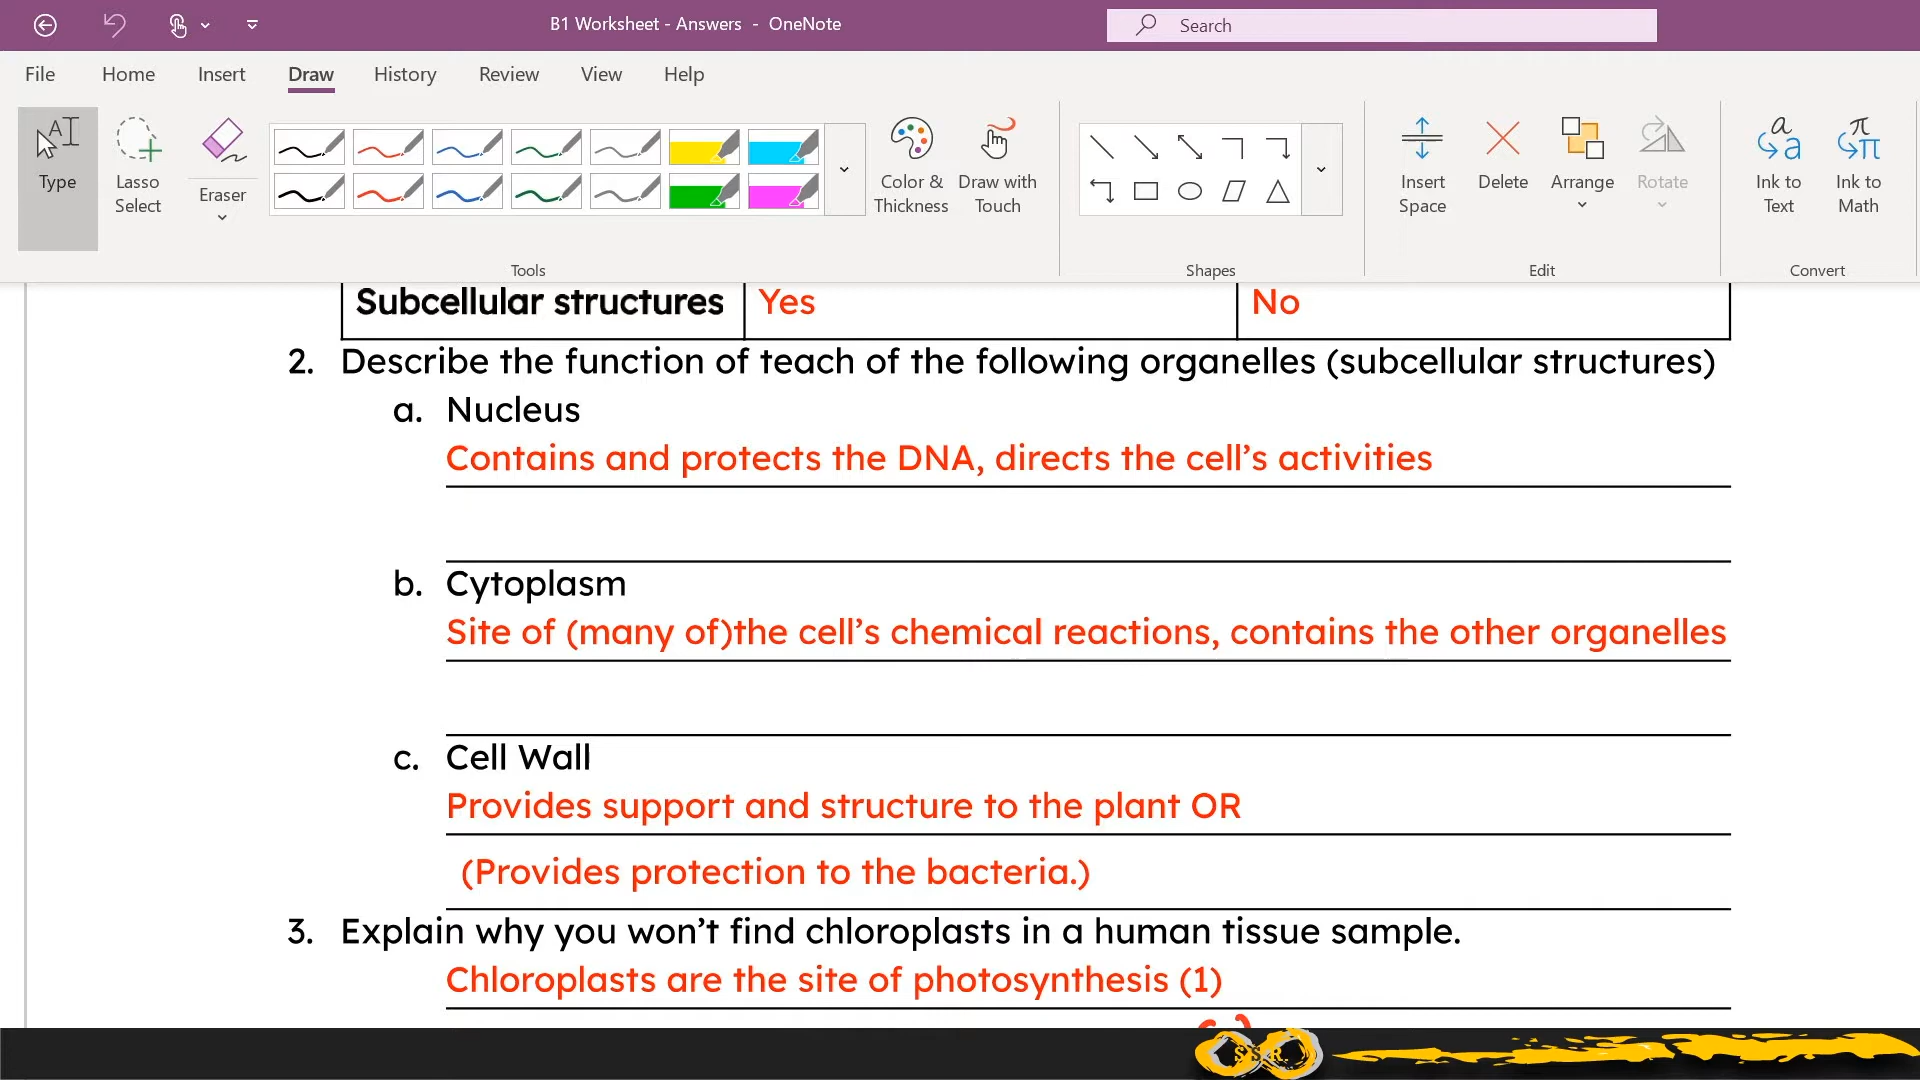 B1 Worksheet - Answers - OneNote
Search
File Home Insert Draw History Review View Help
Type
Lasso Select
Eraser
Color & Thickness
Draw with Touch
Insert Space
Delete
Arrange
Rotate
Ink to Text
Ink to Math
Tools Shapes Edit Convert
Subcellular structures Yes No
2. Describe the function of teach of the following organelles (subcellular structures)
a. Nucleus
Contains and protects the DNA, directs the cell’s activities
b. Cytoplasm
Site of (many of)the cell’s chemical reactions, contains the other organelles
c. Cell Wall
Provides support and structure to the plant OR
(Provides protection to the bacteria.)
3. Explain why you won’t find chloroplasts in a human tissue sample.
Chloroplasts are the site of photosynthesis (1)